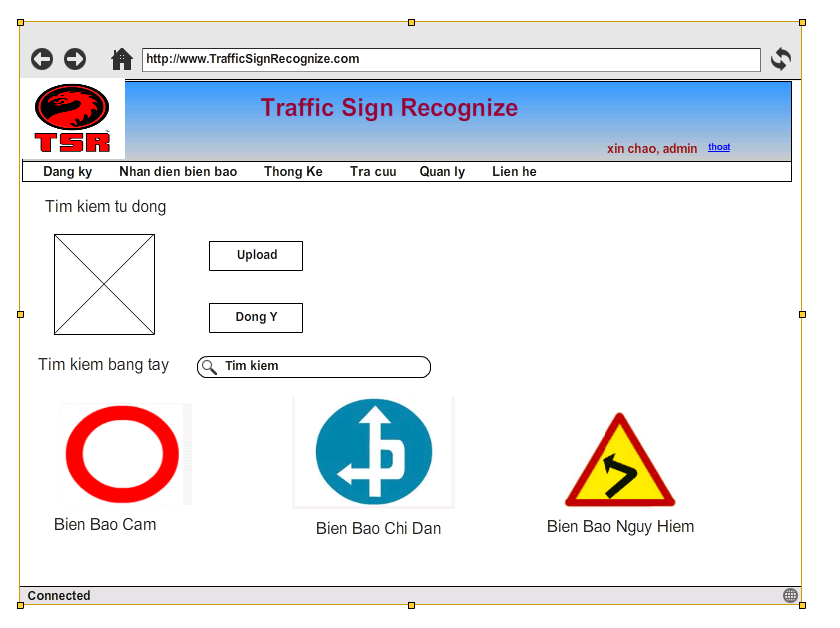 http://www.TrafficSignRecognize.com
Traffic Sign Recognize
TSR
xin chao, admin thoat
Dang ky Nhan dien bien bao Thong Ke Tra cuu Quan ly Lien he
Tim kiem tu dong
Upload
Dong Y
Tim kiem bang tay
Tim kiem
Bien Bao Cam
Bien Bao Chi Dan
Bien Bao Nguy Hiem
Connected